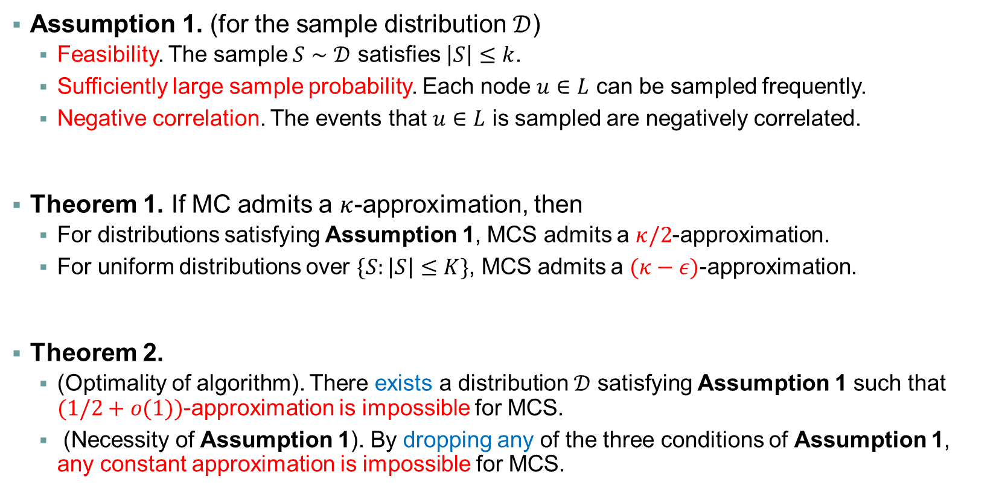 ▪ Assumption 1. (for the sample distribution 𝒟)
▪ Feasibility. The sample 𝑆 ~ 𝒟 satisfies |𝑆| ≤ 𝑘.
▪ Sufficiently large sample probability. Each node 𝑢 ∈ 𝐿 can be sampled frequently.
▪ Negative correlation. The events that 𝑢 ∈ 𝐿 is sampled are negatively correlated.
▪ Theorem 1. If MC admits a 𝜅-approximation, then
▪ For distributions satisfying Assumption 1, MCS admits a 𝜅/2-approximation.
▪ For uniform distributions over {𝑆: |𝑆| ≤ 𝐾}, MCS admits a (𝜅 − 𝜖)-approximation.
▪ Theorem 2.
▪ (Optimality of algorithm). There exists a distribution 𝒟 satisfying Assumption 1 such that
(1/2 + 𝑜(1))-approximation is impossible for MCS.
▪ (Necessity of Assumption 1). By dropping any of the three conditions of Assumption 1,
any constant approximation is impossible for MCS.